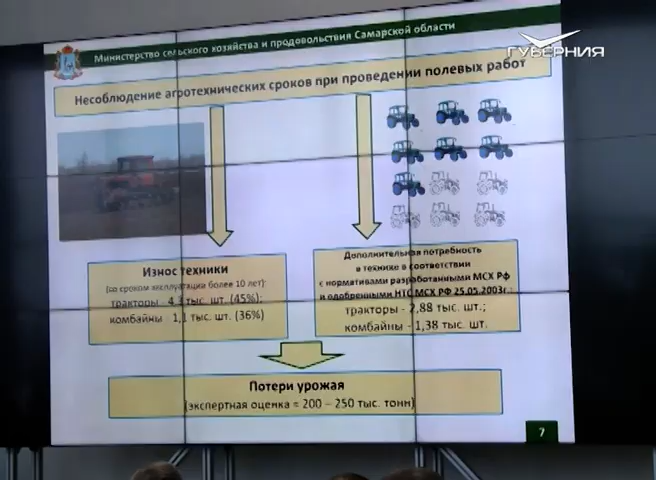 Министерство сельского хозяйства и продовольствия Самарской области
ГУБЕРНИЯ
Несоблюдение агротехнических сроков при проведении полевых работ
Износ техники
(со сроком эксплуатации более 10 лет):
тракторы - 4,3 тыс. шт. (45%);
комбайны - 1,1 тыс. шт. (36%)
Дополнительная потребность
в технике в соответствии
с нормативами разработанными МСХ РФ
и одобренными НТС МСХ РФ 25.05.2003г.:
тракторы - 2,88 тыс. шт.;
комбайны - 1,38 тыс. шт.
Потери урожая
(экспертная оценка = 200 – 250 тыс. тонн)
7